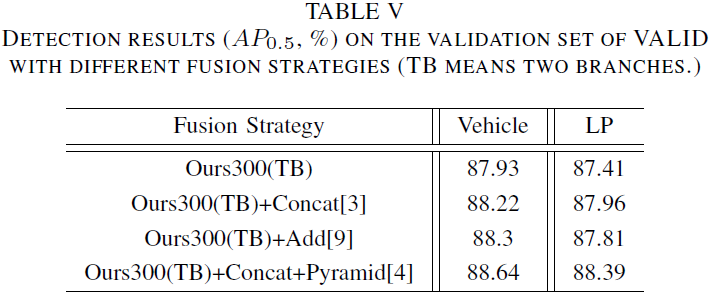 TABLE V
DETECTION RESULTS (AP0.5, %) ON THE VALIDATION SET OF VALID
WITH DIFFERENT FUSION STRATEGIES (TB MEANS TWO BRANCHES.)
Fusion Strategy Vehicle LP
Ours300(TB) 87.93 87.41
Ours300(TB)+Concat[3] 88.22 87.96
Ours300(TB)+Add[9] 88.3 87.81
Ours300(TB)+Concat+Pyramid[4] 88.64 88.39